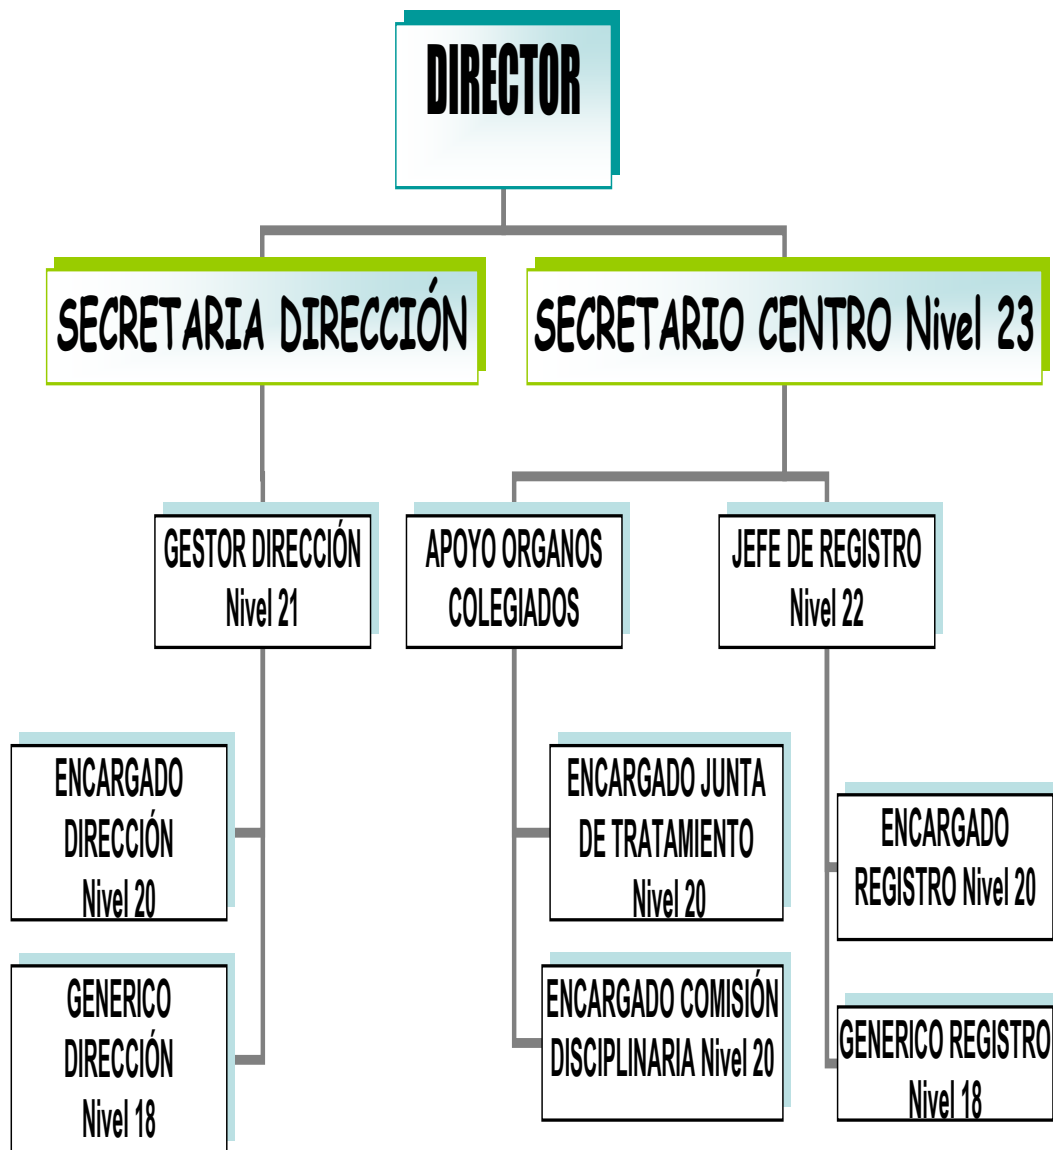 DIRECTOR
SECRETARIA DIRECCIÓN
SECRETARIO CENTRO Nivel 23
GESTOR DIRECCIÓN
Nivel 21
APOYO ORGANOS
COLEGIADOS
JEFE DE REGISTRO
Nivel 22
ENCARGADO
DIRECCIÓN
Nivel 20
ENCARGADO JUNTA
DE TRATAMIENTO
Nivel 20
ENCARGADO
REGISTRO Nivel 20
GENERICO
DIRECCIÓN
Nivel 18
ENCARGADO COMISIÓN
DISCIPLINARIA Nivel 20
GENERICO REGISTRO
Nivel 18